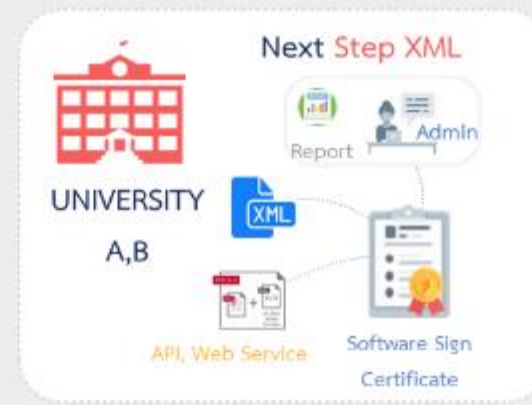 Next Step XML
Report
Admin
UNIVERSITY
A,B
XML
API, Web Service
Software Sign
Certificate